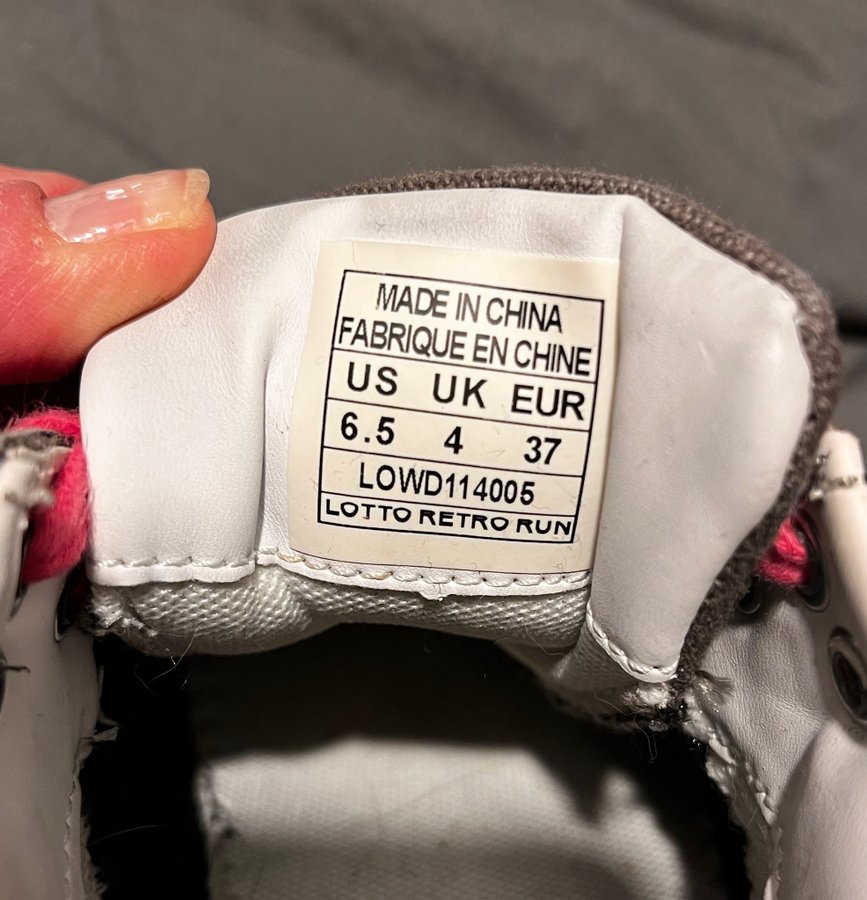 MADE IN CHINA
FABRIQUE EN CHINE
US UK EUR
6.5 4 37
LOWD114005
LOTTO RETRO RUN